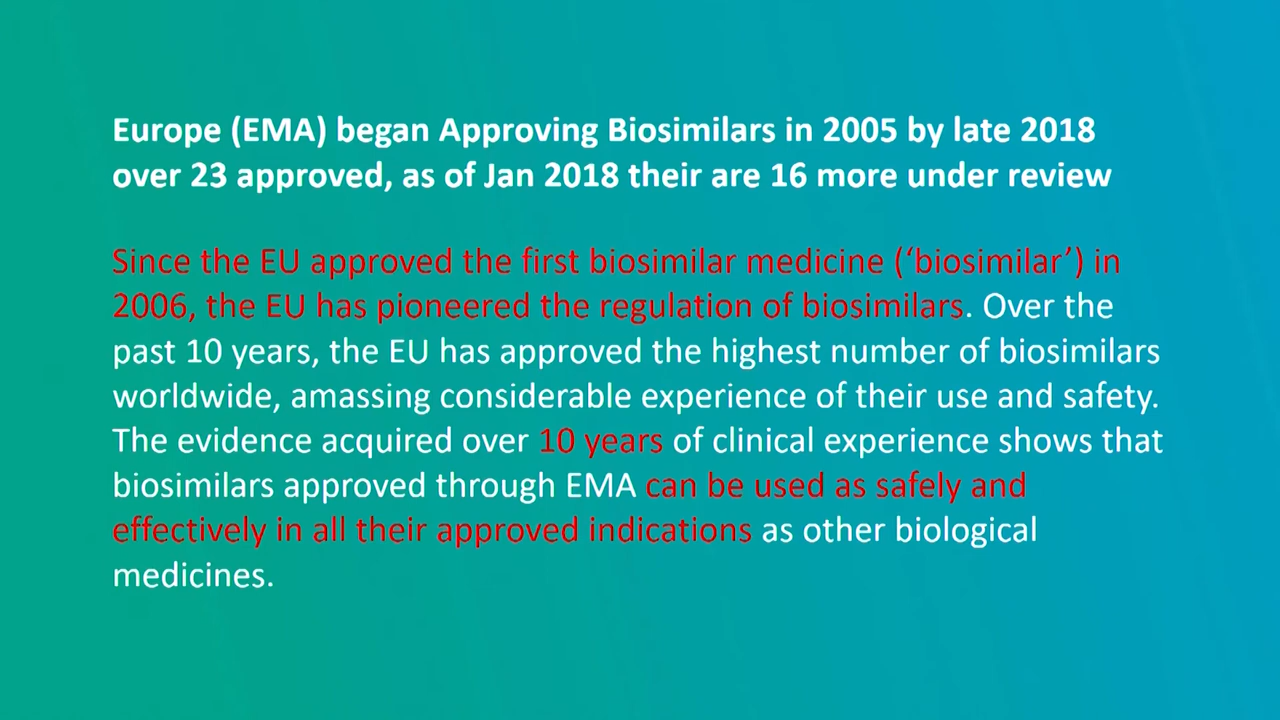 Europe (EMA) began Approving Biosimilars in 2005 by late 2018
over 23 approved, as of Jan 2018 their are 16 more under review
Since the EU approved the first biosimilar medicine (‘biosimilar’) in
2006, the EU has pioneered the regulation of biosimilars. Over the
past 10 years, the EU has approved the highest number of biosimilars
worldwide, amassing considerable experience of their use and safety.
The evidence acquired over 10 years of clinical experience shows that
biosimilars approved through EMA can be used as safely and
effectively in all their approved indications as other biological
medicines.